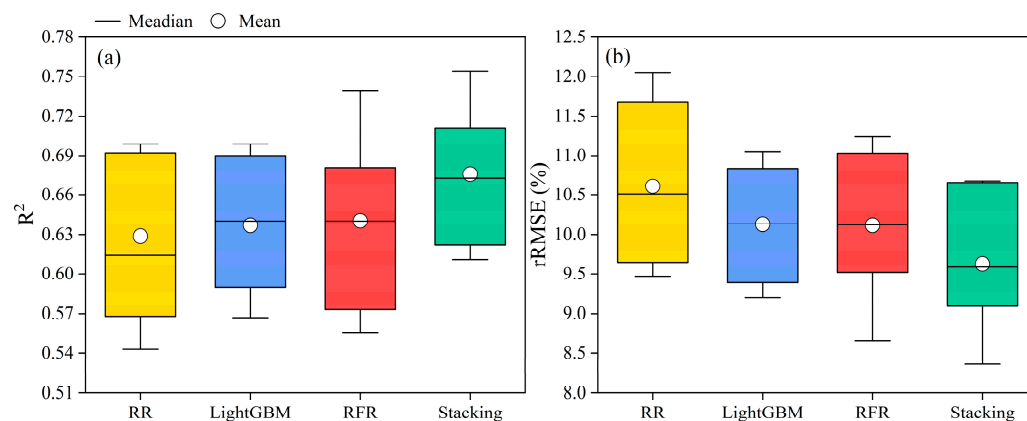 Meadian Mean
(a)
R²
0.78
0.75
0.72
0.69
0.66
0.63
0.60
0.57
0.54
0.51
RR LightGBM RFR Stacking
(b)
rRMSE (%)
12.5
12.0
11.5
11.0
10.5
10.0
9.5
9.0
8.5
8.0
RR LightGBM RFR Stacking